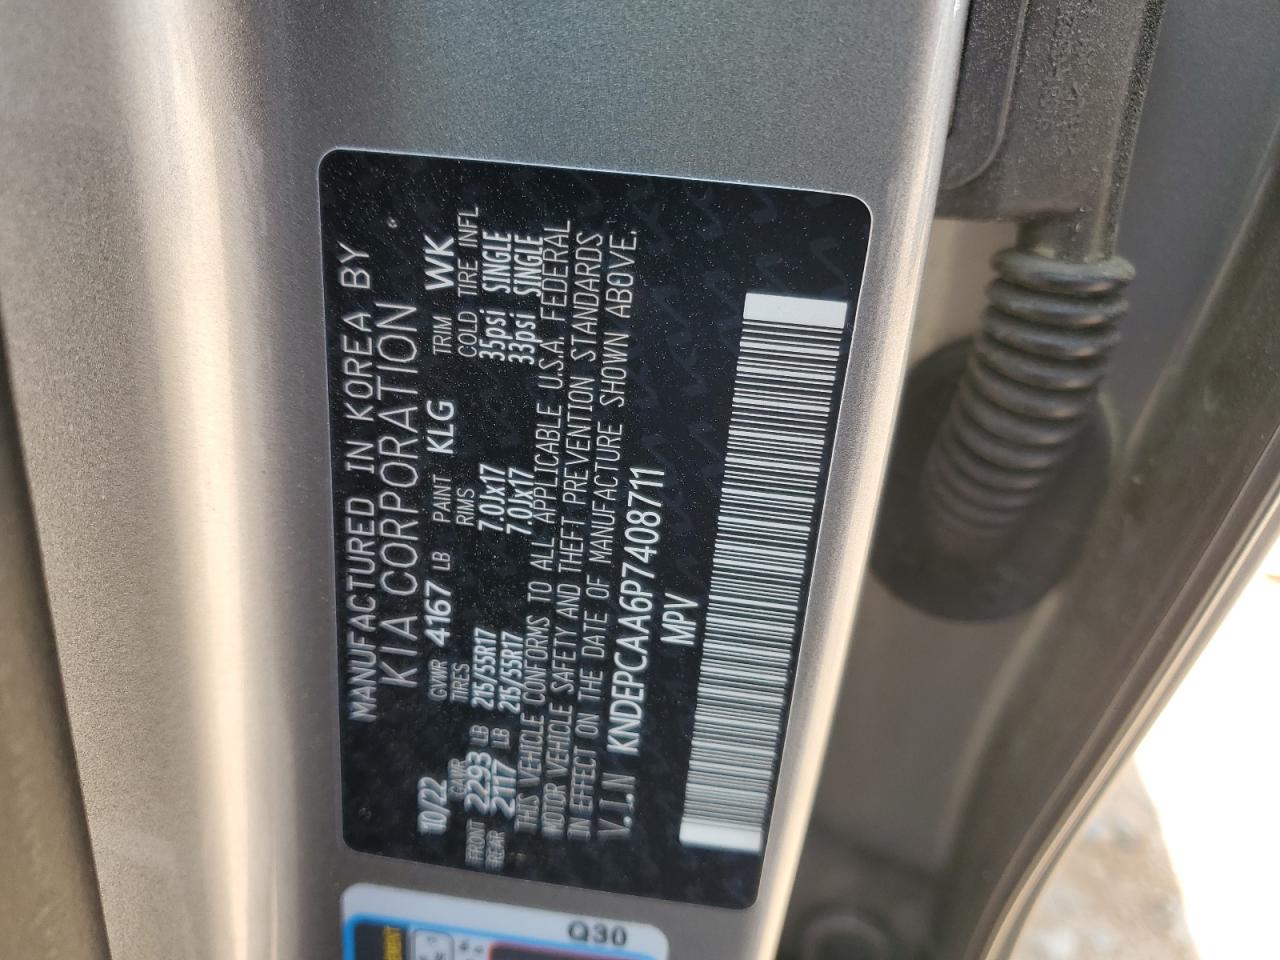 MANUFACTURED IN KOREA BY
KIA CORPORATION
10/22 GVWR 4167 LB PAINT KLG TRIM WK
GAWR TIRES RIMS COLD TIRE INFL
FRONT 2293 LB 215/55R17 7.0Jx17 35psi SINGLE
REAR 2117 LB 215/55R17 7.0Jx17 33psi SINGLE
THIS VEHICLE CONFORMS TO ALL APPLICABLE U.S.A. FEDERAL
MOTOR VEHICLE SAFETY AND THEFT PREVENTION STANDARDS
IN EFFECT ON THE DATE OF MANUFACTURE SHOWN ABOVE.
V.I.N KNDEPCAA6P7408711
MPV
Q30